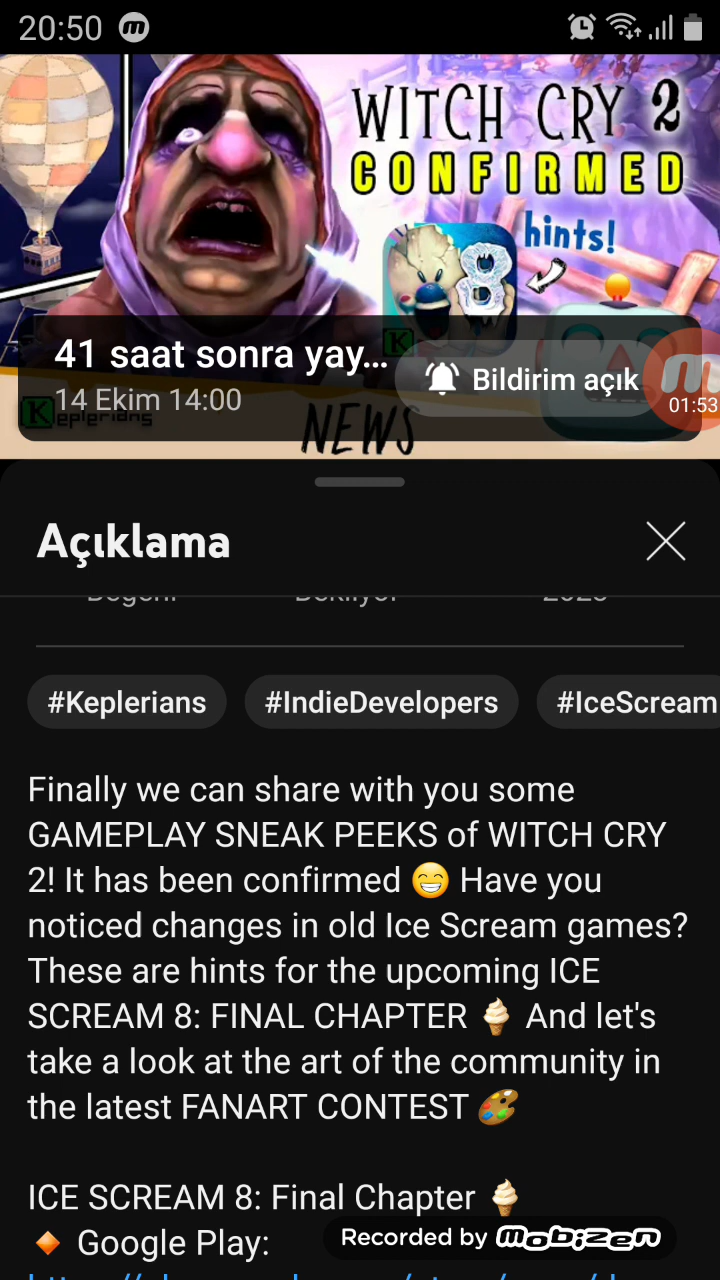 20:50
WITCH CRY 2
CONFIRMED
hints!
8
41 saat sonra yay...
Bildirim açık
14 Ekim 14:00
01:53
Keplerians
NEWS
Açıklama
#Keplerians #IndieDevelopers #IceScream
Finally we can share with you some
GAMEPLAY SNEAK PEEKS of WITCH CRY
2! It has been confirmed 😁 Have you
noticed changes in old Ice Scream games?
These are hints for the upcoming ICE
SCREAM 8: FINAL CHAPTER 🍦 And let's
take a look at the art of the community in
the latest FANART CONTEST 🎨
ICE SCREAM 8: Final Chapter 🍦
🔸 Google Play:
Recorded by Mobizen